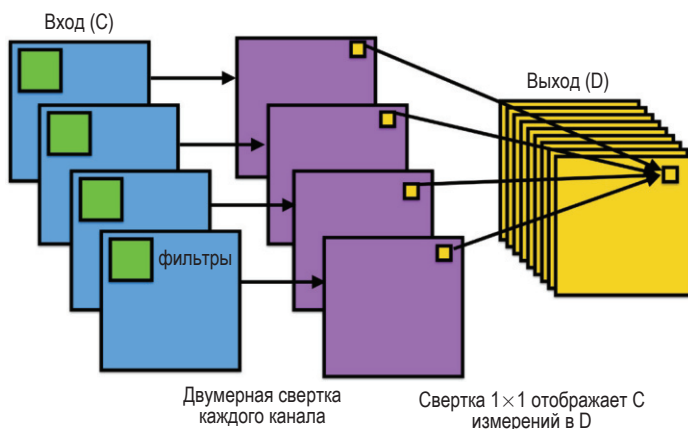 Вход (C)
Выход (D)
фильтры
Двумерная свертка
каждого канала
Свертка 1×1 отображает C
измерений в D